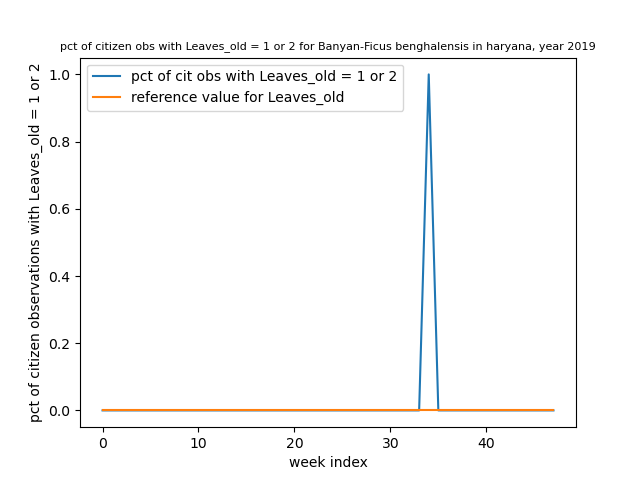 pct of citizen obs with Leaves_old = 1 or 2 for Banyan-Ficus benghalensis in haryana, year 2019
pct of cit obs with Leaves_old = 1 or 2
reference value for Leaves_old
pct of citizen observations with Leaves_old = 1 or 2
1.0
0.8
0.6
0.4
0.2
0.0
0 10 20 30 40
week index